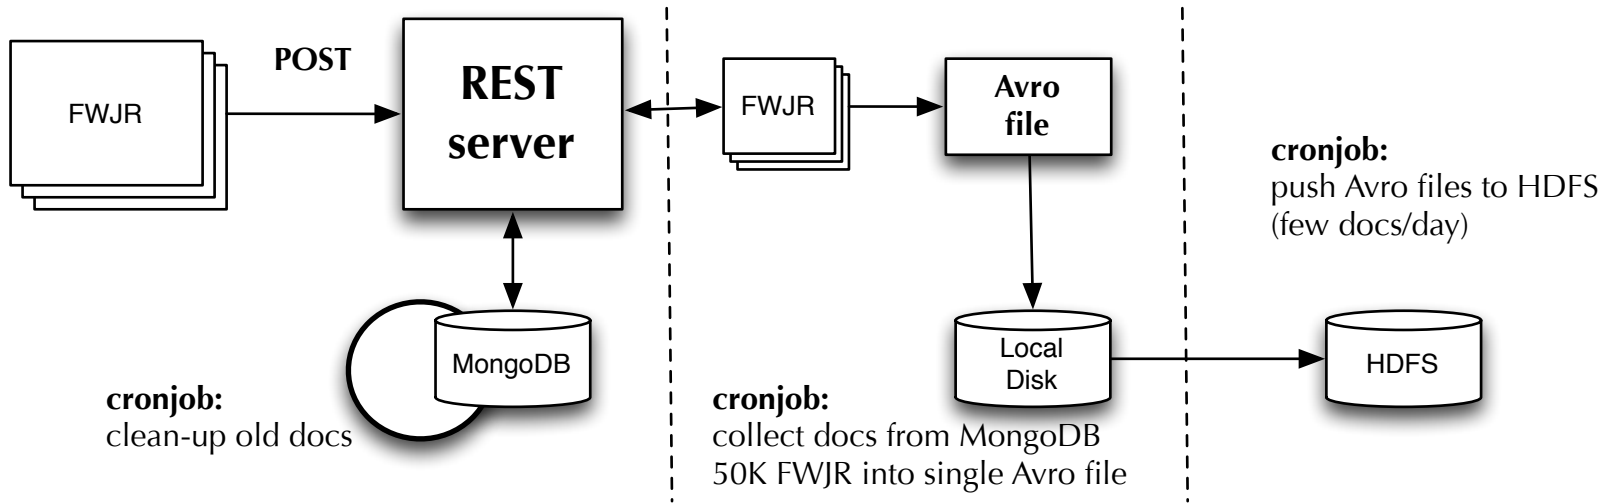 POST
FWJR
REST
server
FWJR
Avro
file
cronjob:
push Avro files to HDFS
(few docs/day)
MongoDB
Local
Disk
HDFS
cronjob:
clean-up old docs
cronjob:
collect docs from MongoDB
50K FWJR into single Avro file